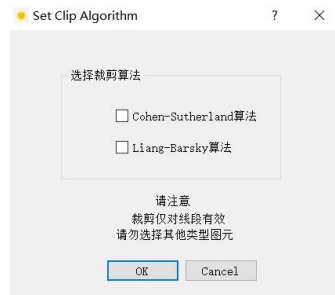 Set Clip Algorithm
选择裁剪算法
Cohen-Sutherland算法
Liang-Barsky算法
请注意
裁剪仅对线段有效
请勿选择其他类型图元
OK
Cancel